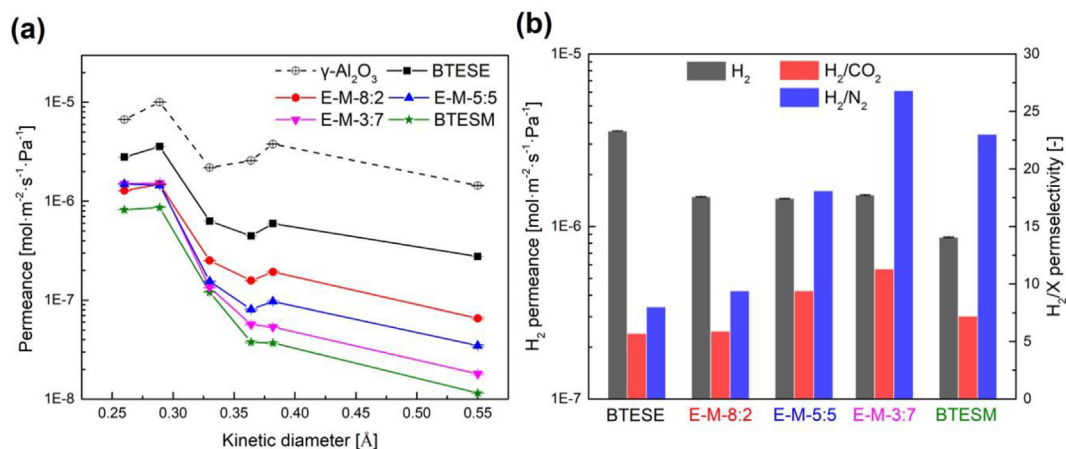 (a)
γ-Al₂O₃ BTESE
E-M-8:2 E-M-5:5
E-M-3:7 BTESM
1E-5
1E-6
1E-7
1E-8
Permeance [mol·m⁻²·s⁻¹·Pa⁻¹]
0.25 0.30 0.35 0.40 0.45 0.50 0.55
Kinetic diameter [Å]
(b)
H₂ H₂/CO₂
H₂/N₂
1E-5
1E-6
1E-7
H₂ permeance [mol·m⁻²·s⁻¹·Pa⁻¹]
30
25
20
15
10
5
0
H₂/X permselectivity [-]
BTESE E-M-8:2 E-M-5:5 E-M-3:7 BTESM